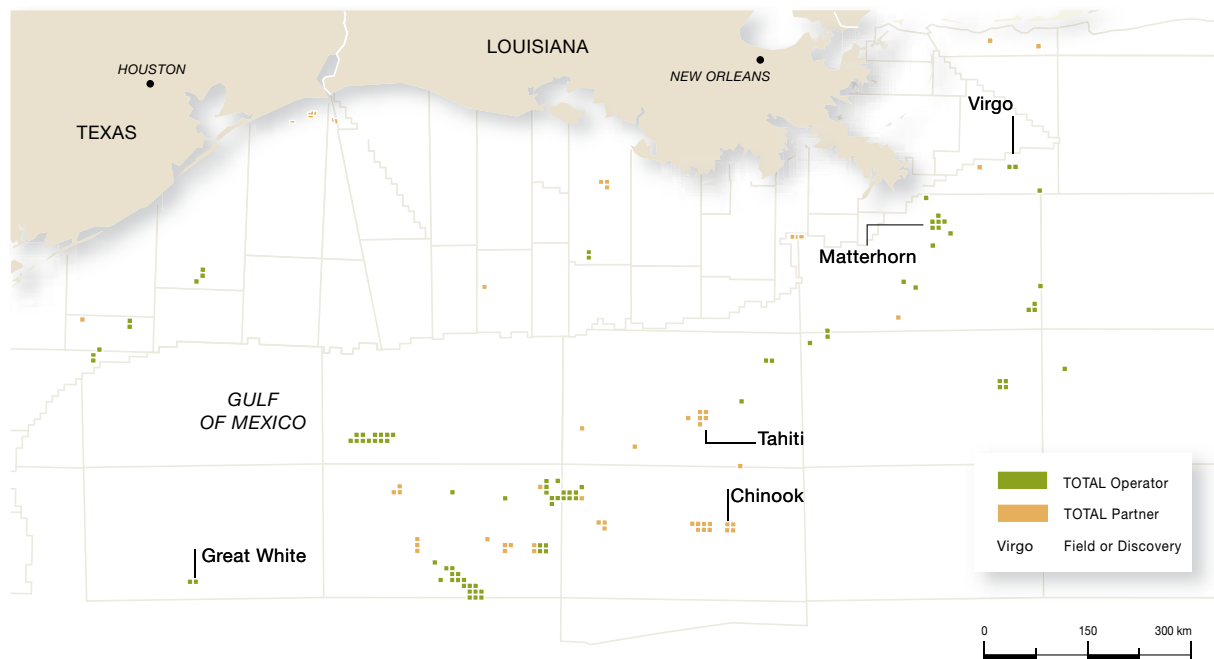 LOUISIANA
HOUSTON
NEW ORLEANS
TEXAS
Virgo
Matterhorn
GULF
OF MEXICO
Tahiti
Chinook
Great White
TOTAL Operator
TOTAL Partner
Virgo Field or Discovery
0 150 300 km